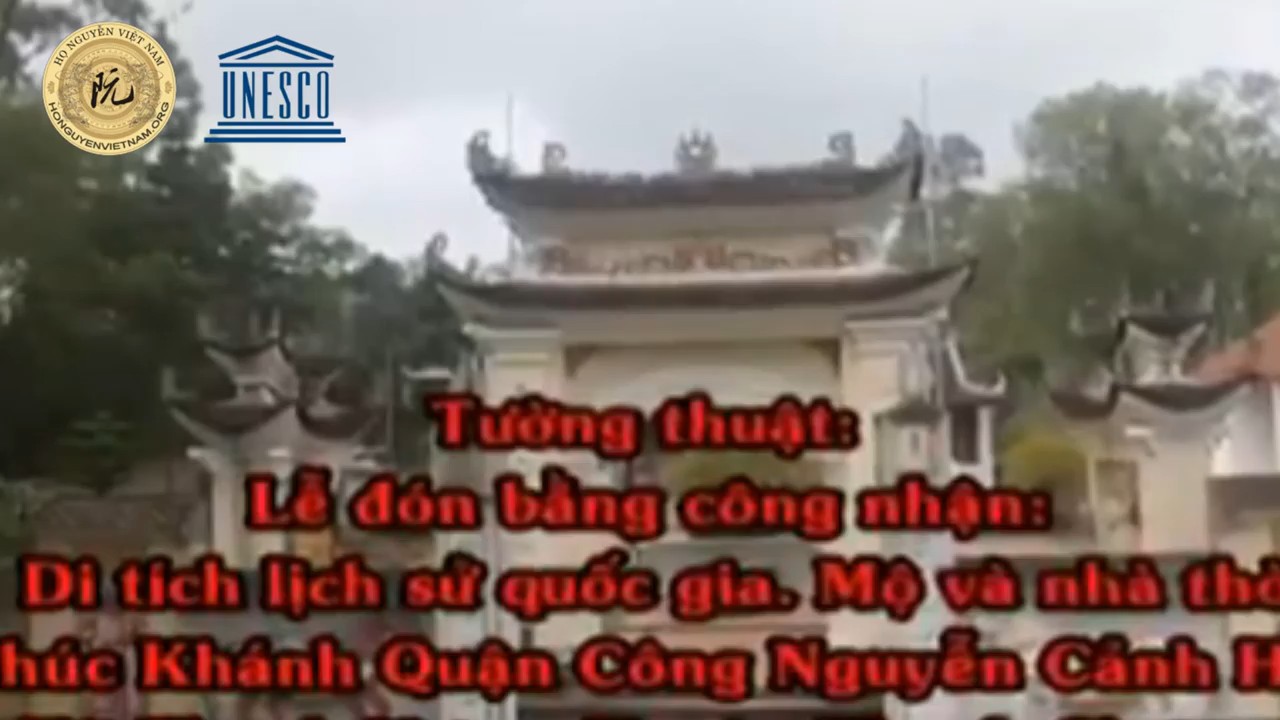 HỌ NGUYỄN VIỆT NAM
阮
HONGUYENVIETNAM.ORG
UNESCO
Tường thuật:
Lễ đón bằng công nhận:
Di tích lịch sử quốc gia. Mộ và nhà thờ
húc Khánh Quận Công Nguyễn Cảnh H